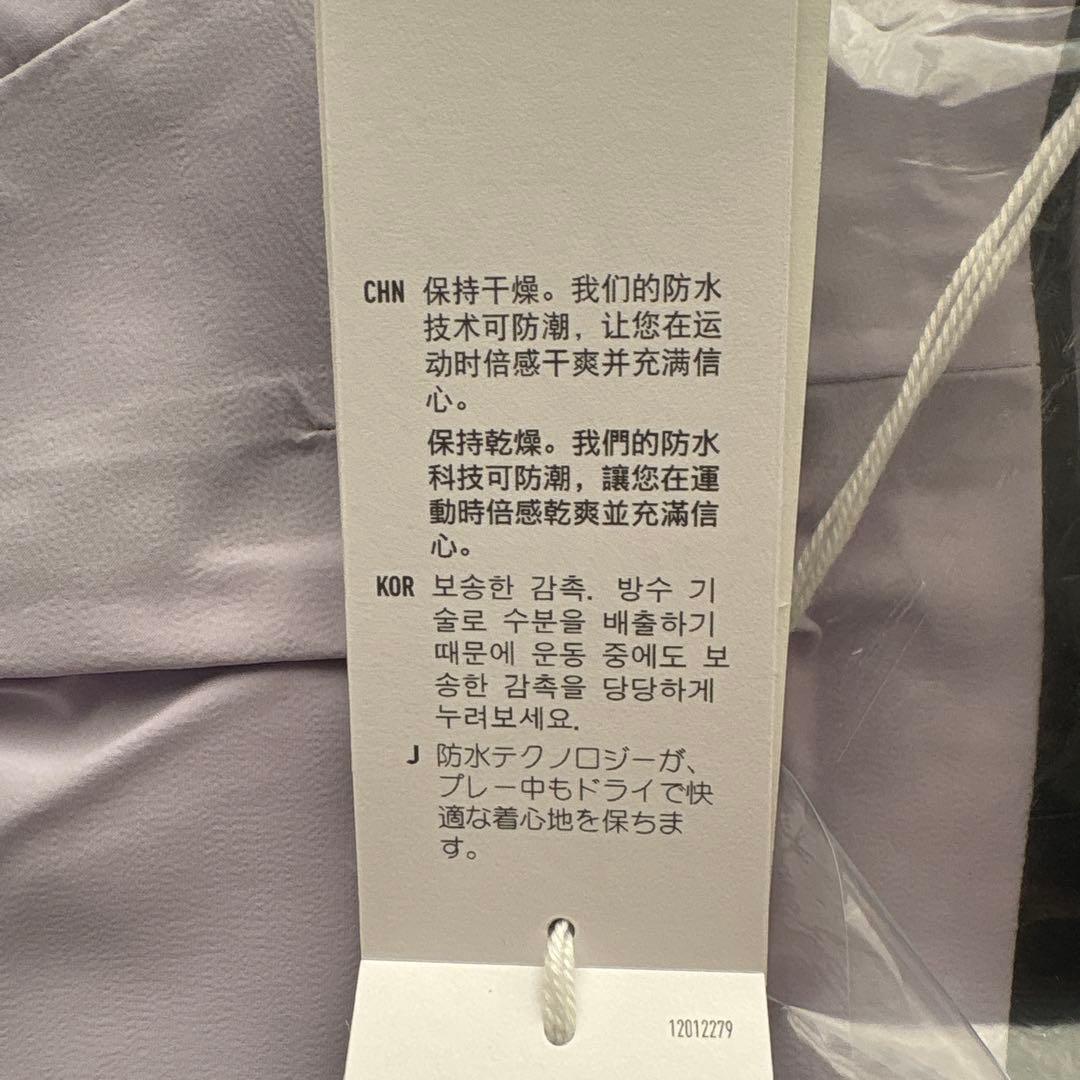 CHN 保持干燥。我们的防水
技术可防潮，让您在运
动时倍感干爽并充满信
心。
保持乾燥。我們的防水
科技可防潮，讓您在運
動時倍感乾爽並充滿信
心。
KOR 보송한 감촉. 방수 기
술로 수분을 배출하기
때문에 운동 중에도 보
송한 감촉을 당당하게
누려보세요.
J 防水テクノロジーが、
プレー中もドライで快
適な着心地を保ちま
す。
12012279